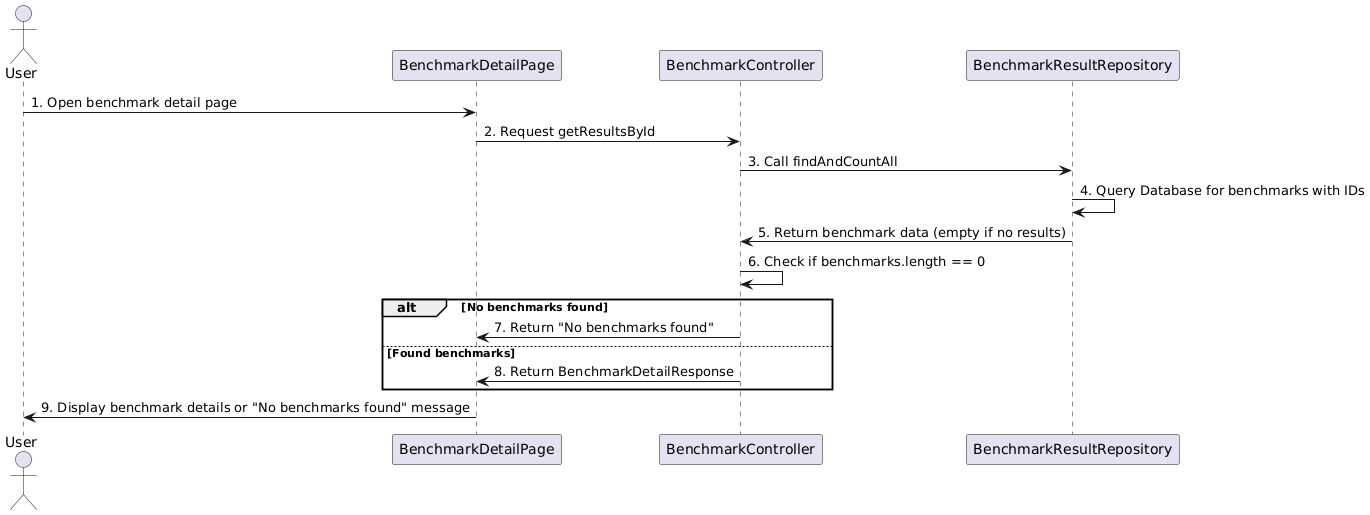 User
BenchmarkDetailPage
BenchmarkController
BenchmarkResultRepository
1. Open benchmark detail page
2. Request getResultsById
3. Call findAndCountAll
4. Query Database for benchmarks with IDs
5. Return benchmark data (empty if no results)
6. Check if benchmarks.length == 0
alt
[No benchmarks found]
7. Return "No benchmarks found"
[Found benchmarks]
8. Return BenchmarkDetailResponse
9. Display benchmark details or "No benchmarks found" message
User
BenchmarkDetailPage
BenchmarkController
BenchmarkResultRepository